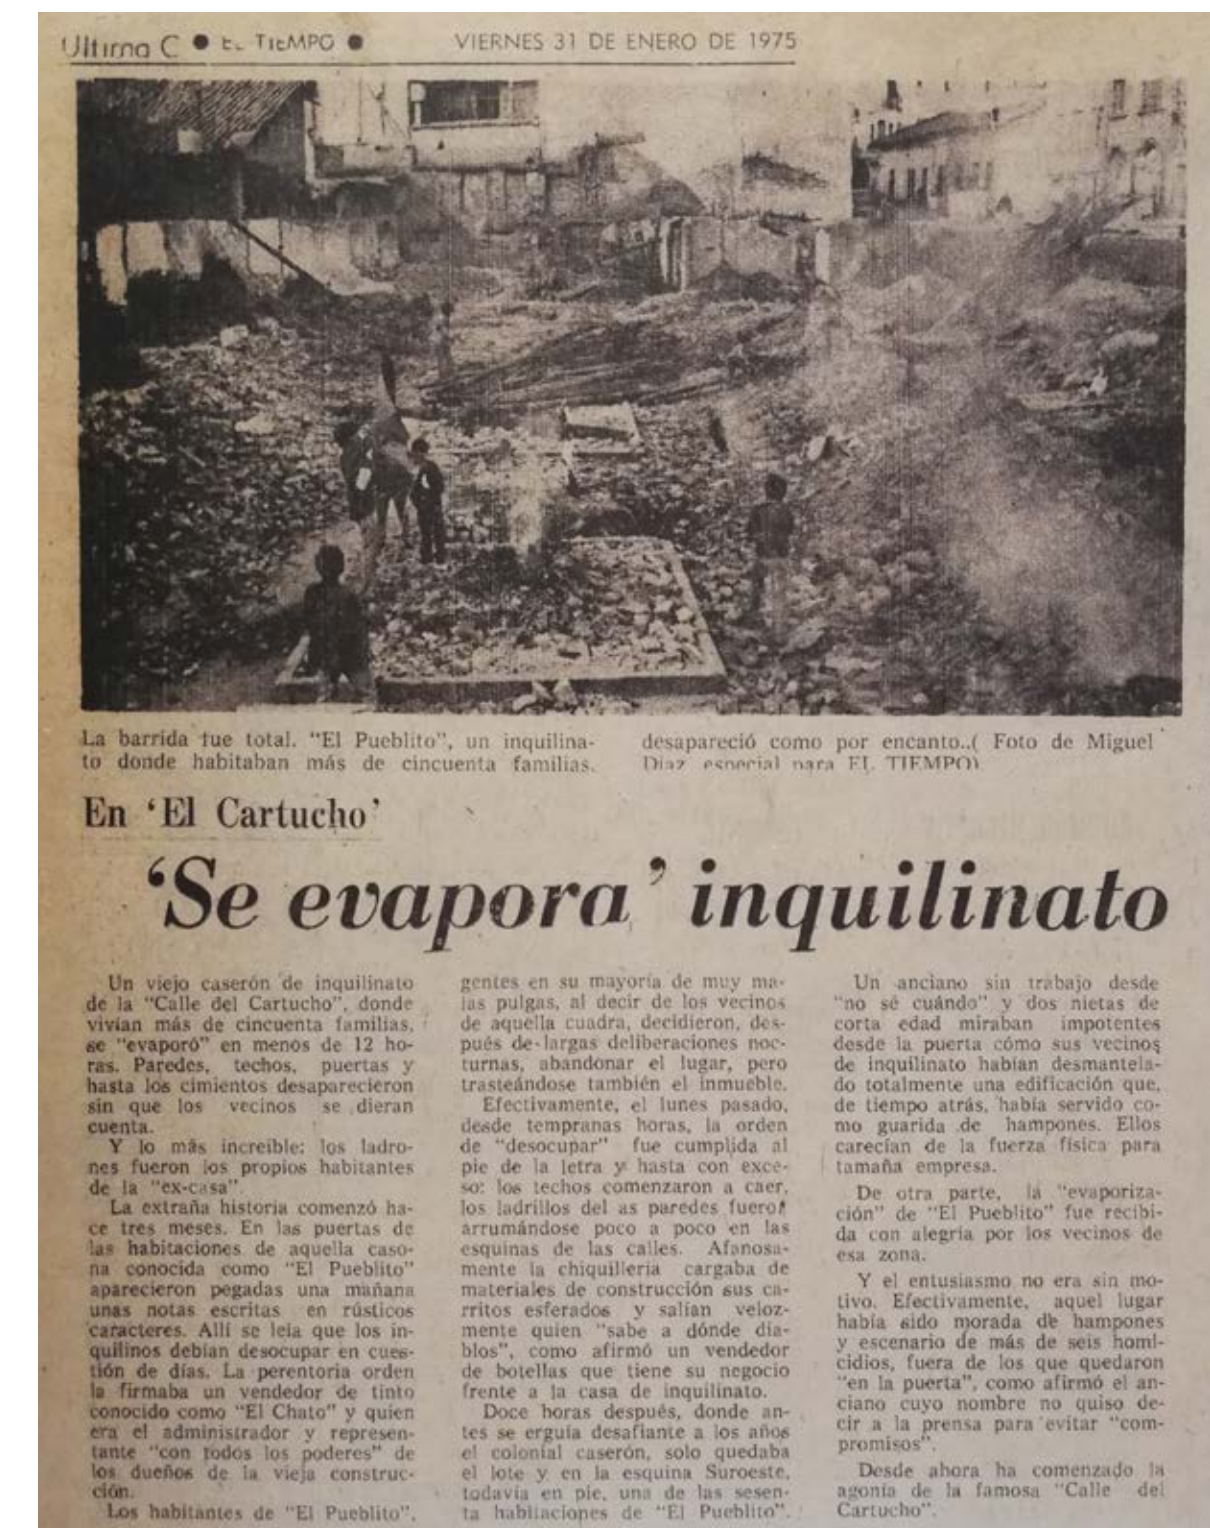 Ultima C ● EL TIEMPO ● VIERNES 31 DE ENERO DE 1975
La barrida fue total. "El Pueblito", un inquilina-
to donde habitaban más de cincuenta familias,
desapareció como por encanto..( Foto de Miguel
Díaz especial para EL TIEMPO)
En 'El Cartucho'
'Se evapora' inquilinato
Un viejo caserón de inquilinato
de la "Calle del Cartucho", donde
vivían más de cincuenta familias,
se "evaporó" en menos de 12 ho-
ras. Paredes, techos, puertas y
hasta los cimientos desaparecieron
sin que los vecinos se dieran
cuenta.
Y lo más increíble: los ladro-
nes fueron los propios habitantes
de la "ex-casa".
La extraña historia comenzó ha-
ce tres meses. En las puertas de
las habitaciones de aquella caso-
na conocida como "El Pueblito"
aparecieron pegadas una mañana
unas notas escritas en rústicos
caracteres. Allí se leía que los in-
quilinos debían desocupar en cues-
tión de días. La perentoria orden
la firmaba un vendedor de tinto
conocido como "El Chato" y quien
era el administrador y represen-
tante "con todos los poderes" de
los dueños de la vieja construc-
ción.
Los habitantes de "El Pueblito",
gentes en su mayoría de muy ma-
las pulgas, al decir de los vecinos
de aquella cuadra, decidieron, des-
pués de largas deliberaciones noc-
turnas, abandonar el lugar, pero
trasteándose también el inmueble.
Efectivamente, el lunes pasado,
desde tempranas horas, la orden
de "desocupar" fue cumplida al
pie de la letra y hasta con exce-
so: los techos comenzaron a caer,
los ladrillos del as paredes fueron
arrumándose poco a poco en las
esquinas de las calles. Afanosa-
mente la chiquillería cargaba de
materiales de construcción sus ca-
rritos esferados y salían veloz-
mente quien "sabe a dónde dia-
blos", como afirmó un vendedor
de botellas que tiene su negocio
frente a la casa de inquilinato.
Doce horas después, donde an-
tes se erguía desafiante a los años
el colonial caserón, solo quedaba
el lote y en la esquina Suroeste,
todavía en pie, una de las sesen-
ta habitaciones de "El Pueblito".
Un anciano sin trabajo desde
"no sé cuándo" y dos nietas de
corta edad miraban impotentes
desde la puerta cómo sus vecinos
de inquilinato habían desmantela-
do totalmente una edificación que,
de tiempo atrás, había servido co-
mo guarida de hampones. Ellos
carecían de la fuerza física para
tamaña empresa.
De otra parte, la "evaporiza-
ción" de "El Pueblito" fue recibi-
da con alegría por los vecinos de
esa zona.
Y el entusiasmo no era sin mo-
tivo. Efectivamente, aquel lugar
había sido morada de hampones
y escenario de más de seis homi-
cidios, fuera de los que quedaron
"en la puerta", como afirmó el an-
ciano cuyo nombre no quiso de-
cir a la prensa para evitar "com-
promisos".
Desde ahora ha comenzado la
agonía de la famosa "Calle del
Cartucho".